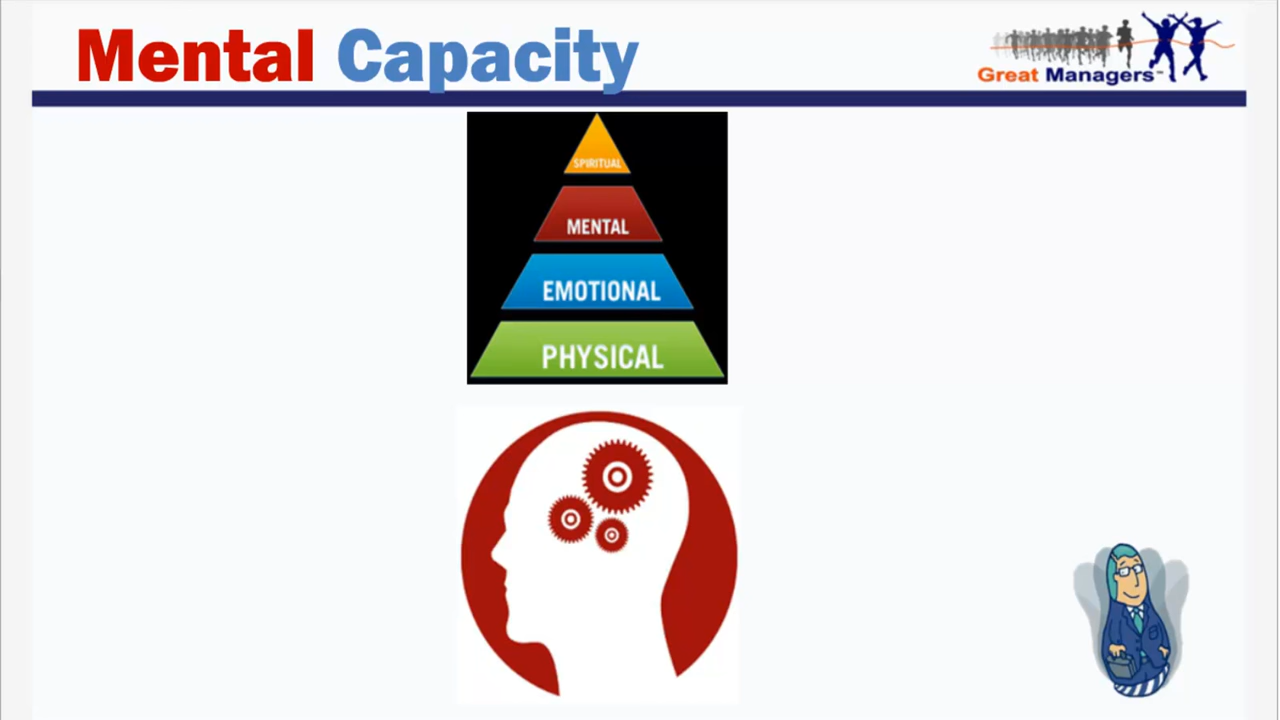 Mental Capacity
Great Managers™
SPIRITUAL
MENTAL
EMOTIONAL
PHYSICAL